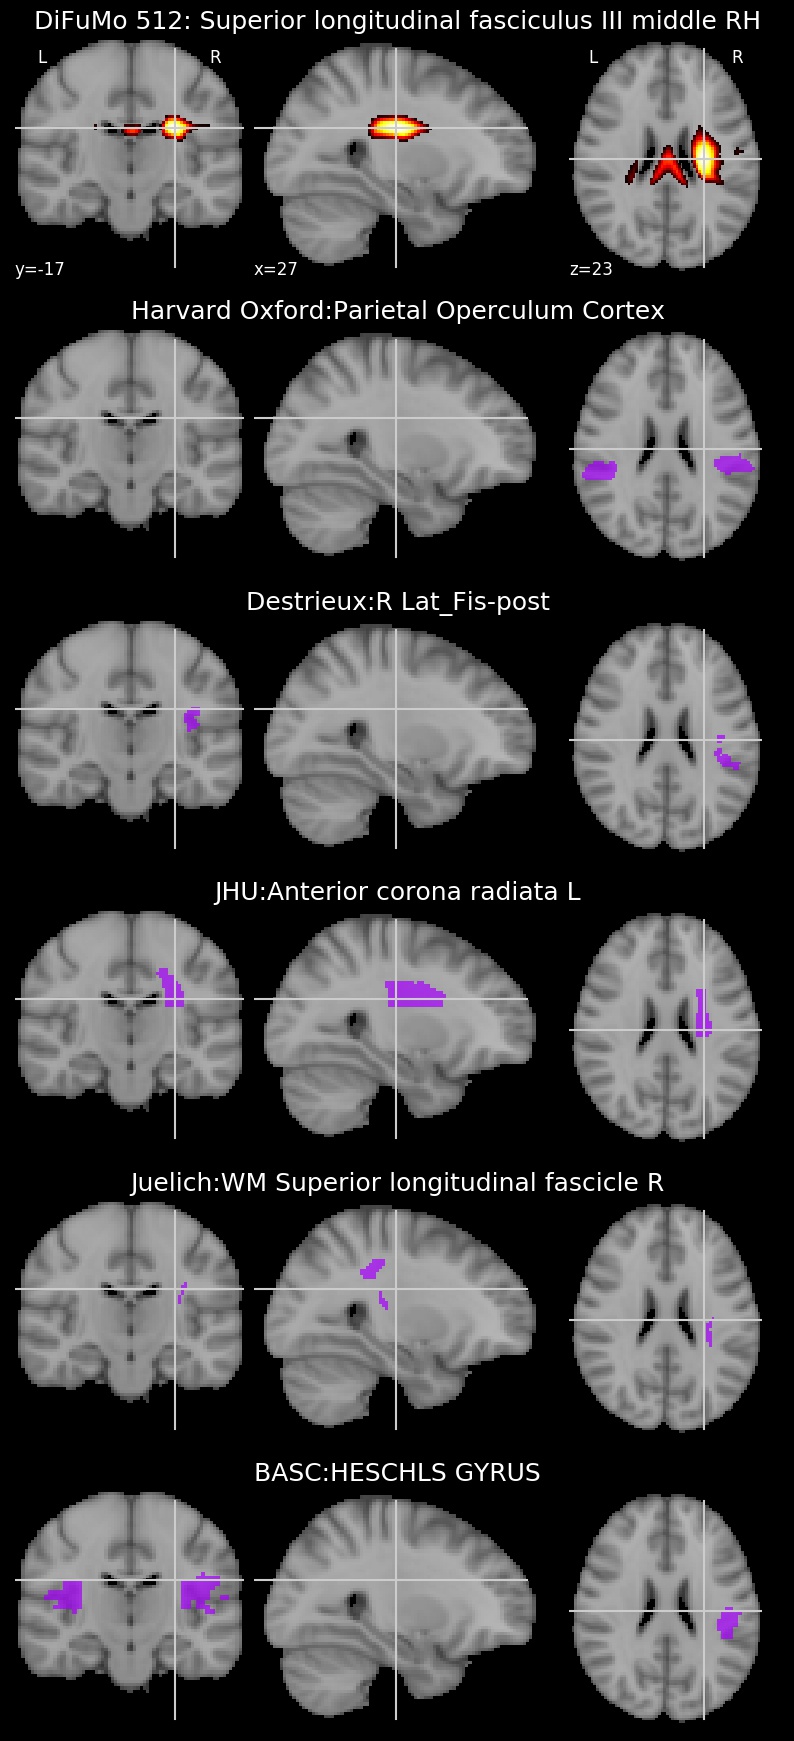 DiFuMo 512: Superior longitudinal fasciculus III middle RH
L R L R
y=-17 x=27 z=23
Harvard Oxford:Parietal Operculum Cortex
Destrieux:R Lat_Fis-post
JHU:Anterior corona radiata L
Juelich:WM Superior longitudinal fascicle R
BASC:HESCHLS GYRUS